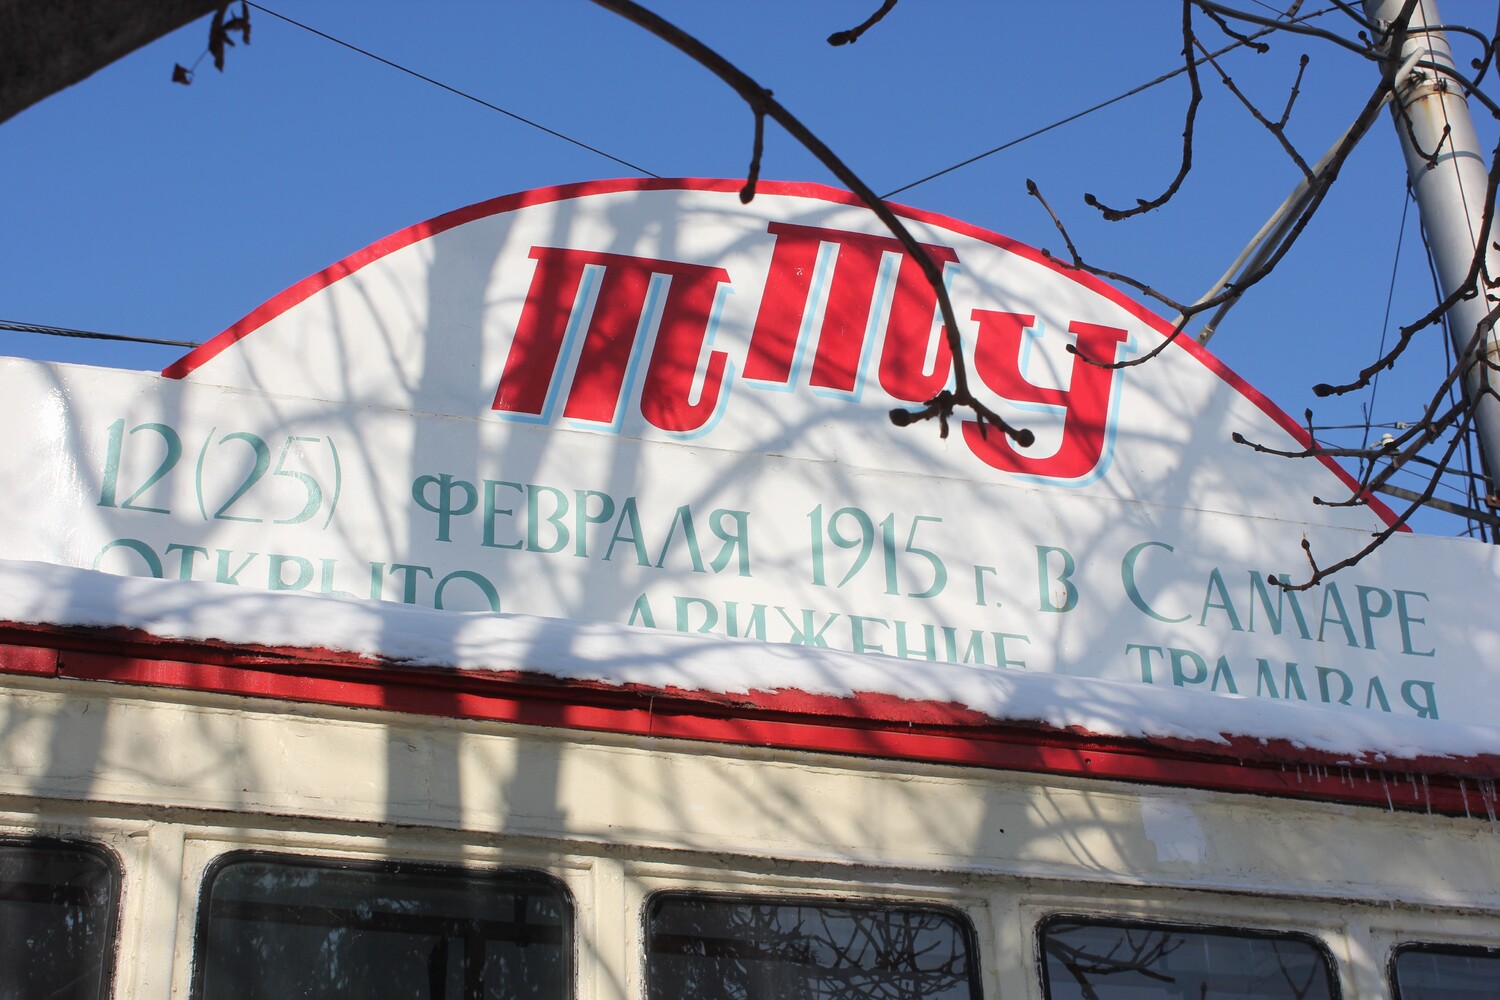 ТТУ
12(25) ФЕВРАЛЯ 1915 г. В САМАРЕ
ОТКРЫТО ДВИЖЕНИЕ ТРАМВАЯ